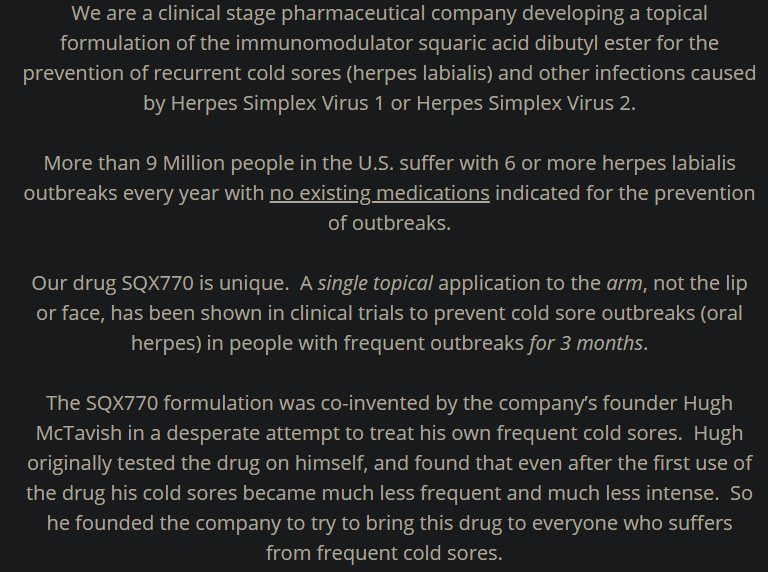 We are a clinical stage pharmaceutical company developing a topical
formulation of the immunomodulator squaric acid dibutyl ester for the
prevention of recurrent cold sores (herpes labialis) and other infections caused
by Herpes Simplex Virus 1 or Herpes Simplex Virus 2.
More than 9 Million people in the U.S. suffer with 6 or more herpes labialis
outbreaks every year with no existing medications indicated for the prevention
of outbreaks.
Our drug SQX770 is unique.  A single topical application to the arm, not the lip
or face, has been shown in clinical trials to prevent cold sore outbreaks (oral
herpes) in people with frequent outbreaks for 3 months.
The SQX770 formulation was co-invented by the company’s founder Hugh
McTavish in a desperate attempt to treat his own frequent cold sores.  Hugh
originally tested the drug on himself, and found that even after the first use of
the drug his cold sores became much less frequent and much less intense.  So
he founded the company to try to bring this drug to everyone who suffers
from frequent cold sores.